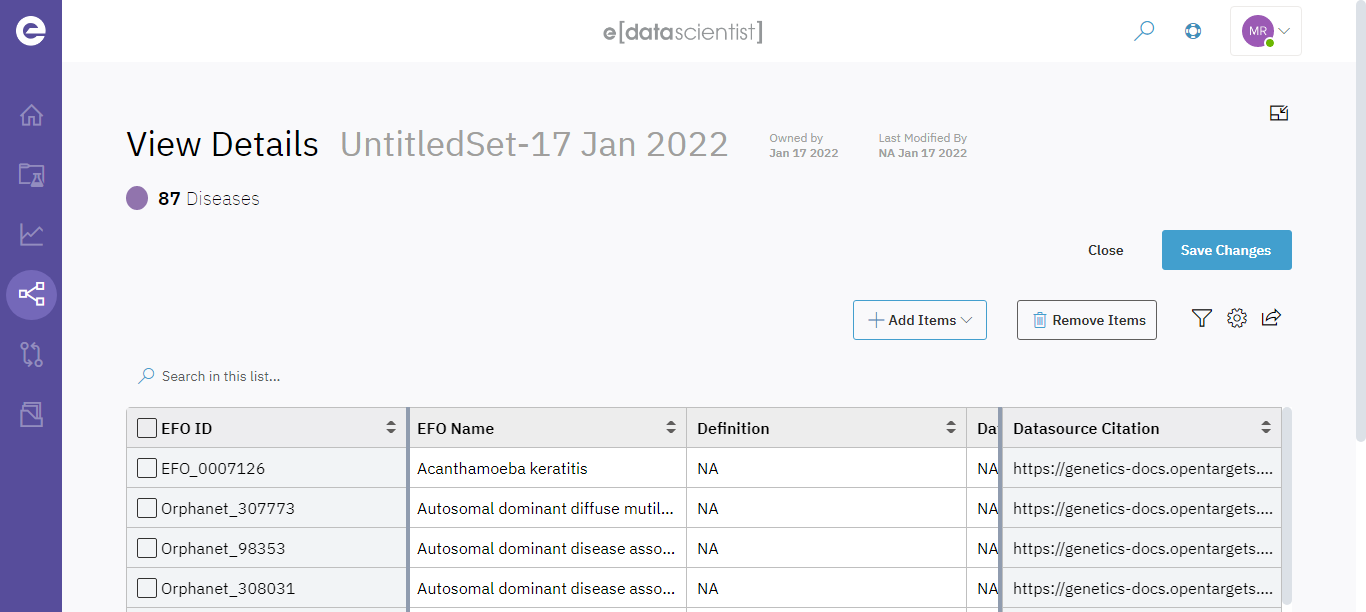 e[datascientist]
MR
View Details UntitledSet-17 Jan 2022
Owned by
Jan 17 2022
Last Modified By
NA Jan 17 2022
87 Diseases
Close
Save Changes
Add Items
Remove Items
Search in this list...
EFO ID EFO Name Definition Da Datasource Citation
EFO_0007126 Acanthamoeba keratitis NA NA https://genetics-docs.opentargets....
Orphanet_307773 Autosomal dominant diffuse mutil... NA NA https://genetics-docs.opentargets....
Orphanet_98353 Autosomal dominant disease asso... NA NA https://genetics-docs.opentargets....
Orphanet_308031 Autosomal dominant disease asso... NA NA https://genetics-docs.opentargets....